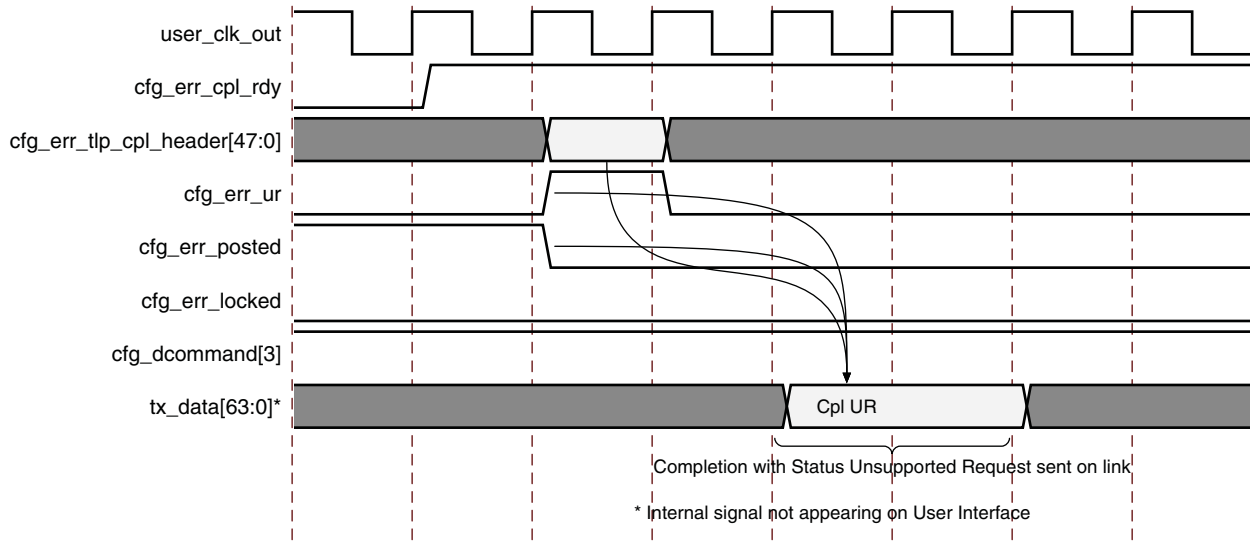 user_clk_out
cfg_err_cpl_rdy
cfg_err_tlp_cpl_header[47:0]
cfg_err_ur
cfg_err_posted
cfg_err_locked
cfg_dcommand[3]
tx_data[63:0]*
Cpl UR
Completion with Status Unsupported Request sent on link
* Internal signal not appearing on User Interface